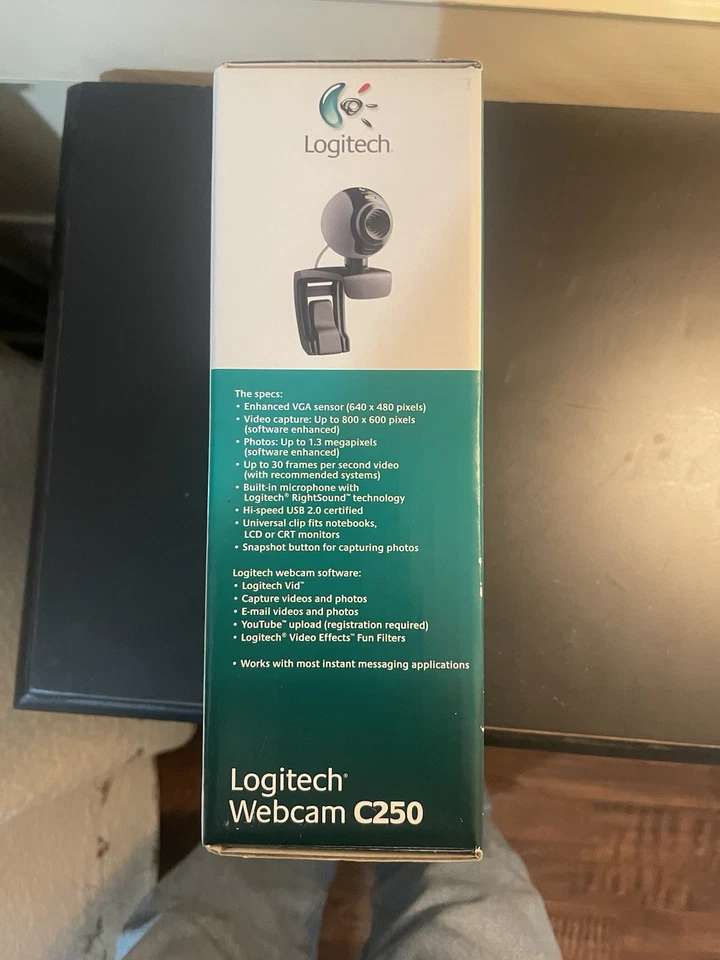 Logitech
The specs:
• Enhanced VGA sensor (640 x 480 pixels)
• Video capture: Up to 800 x 600 pixels
(software enhanced)
• Photos: Up to 1.3 megapixels
(software enhanced)
• Up to 30 frames per second video
(with recommended systems)
• Built-in microphone with
Logitech® RightSound™ technology
• Hi-speed USB 2.0 certified
• Universal clip fits notebooks,
LCD or CRT monitors
• Snapshot button for capturing photos
Logitech webcam software:
• Logitech Vid™
• Capture videos and photos
• E-mail videos and photos
• YouTube™ upload (registration required)
• Logitech® Video Effects™ Fun Filters
• Works with most instant messaging applications
Logitech®
Webcam C250